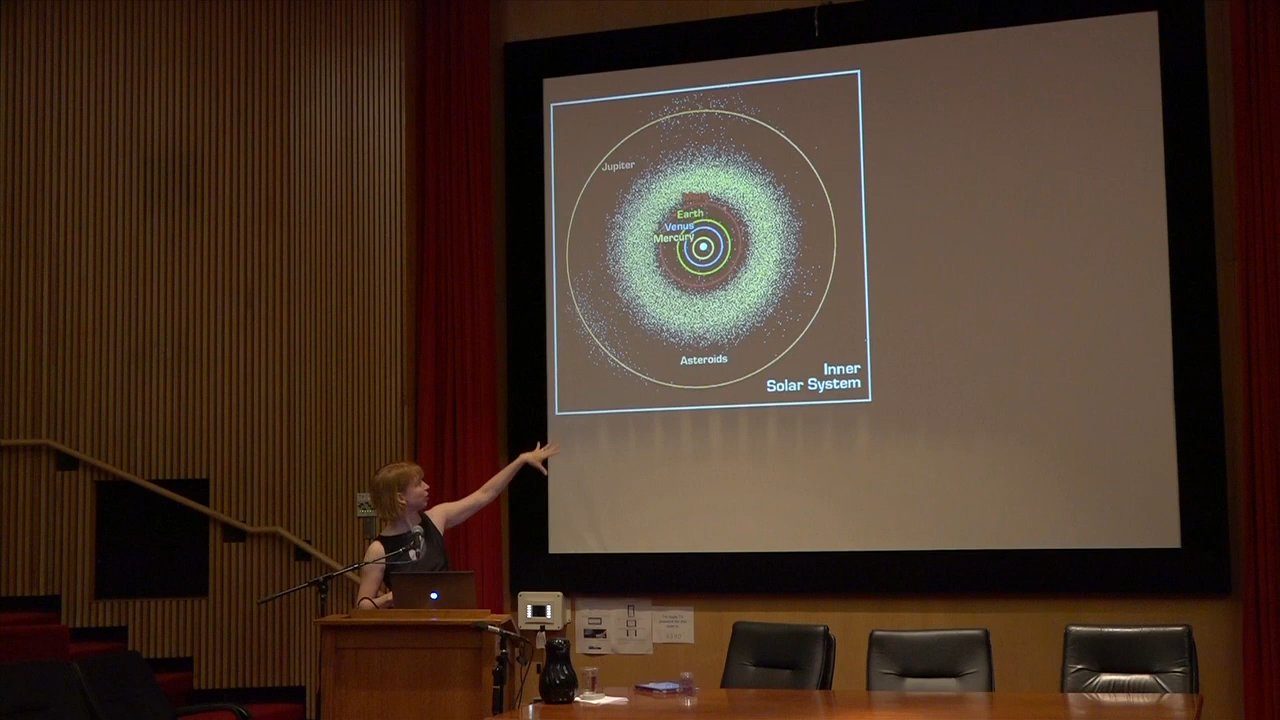 Jupiter
Earth
Venus
Mercury
Asteroids
Inner
Solar System